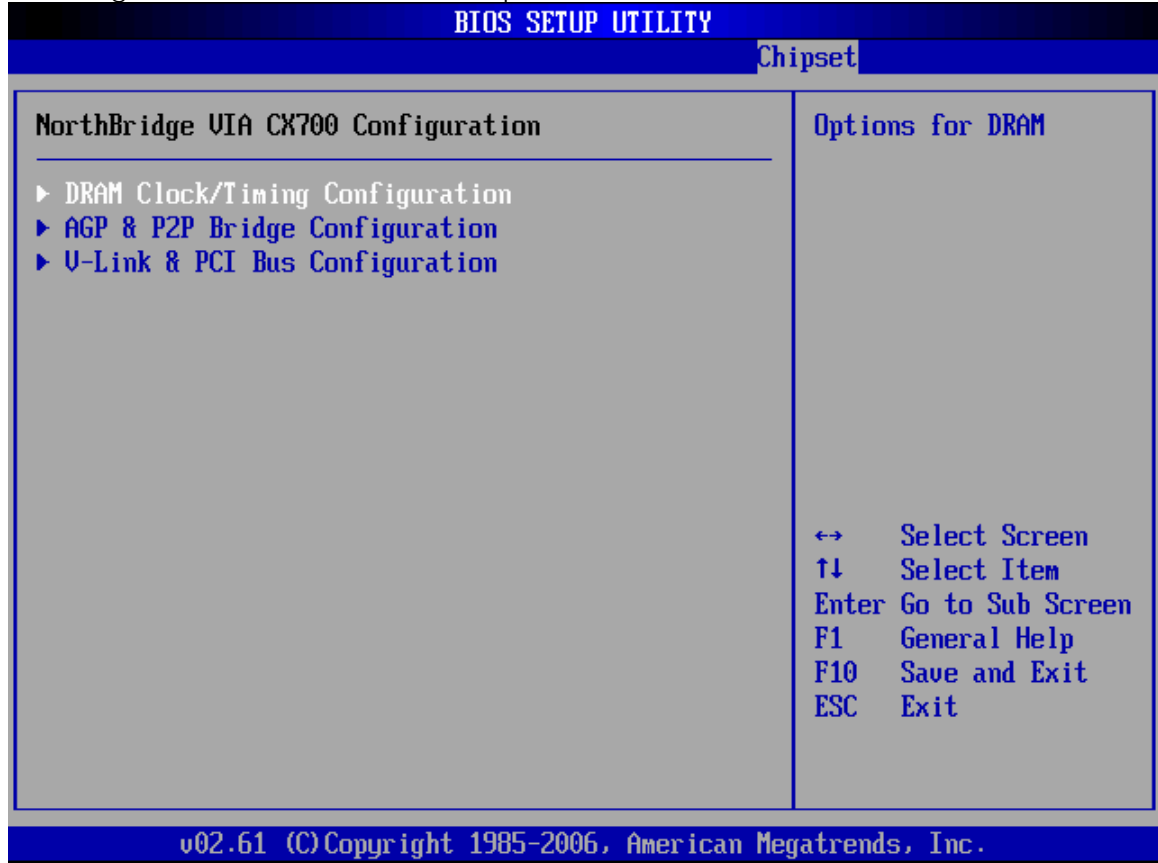 BIOS SETUP UTILITY
Chipset
NorthBridge VIA CX700 Configuration
▶ DRAM Clock/Timing Configuration
▶ AGP & P2P Bridge Configuration
▶ V-Link & PCI Bus Configuration
Options for DRAM
↔ Select Screen
↑↓ Select Item
Enter Go to Sub Screen
F1 General Help
F10 Save and Exit
ESC Exit
v02.61 (C)Copyright 1985-2006, American Megatrends, Inc.